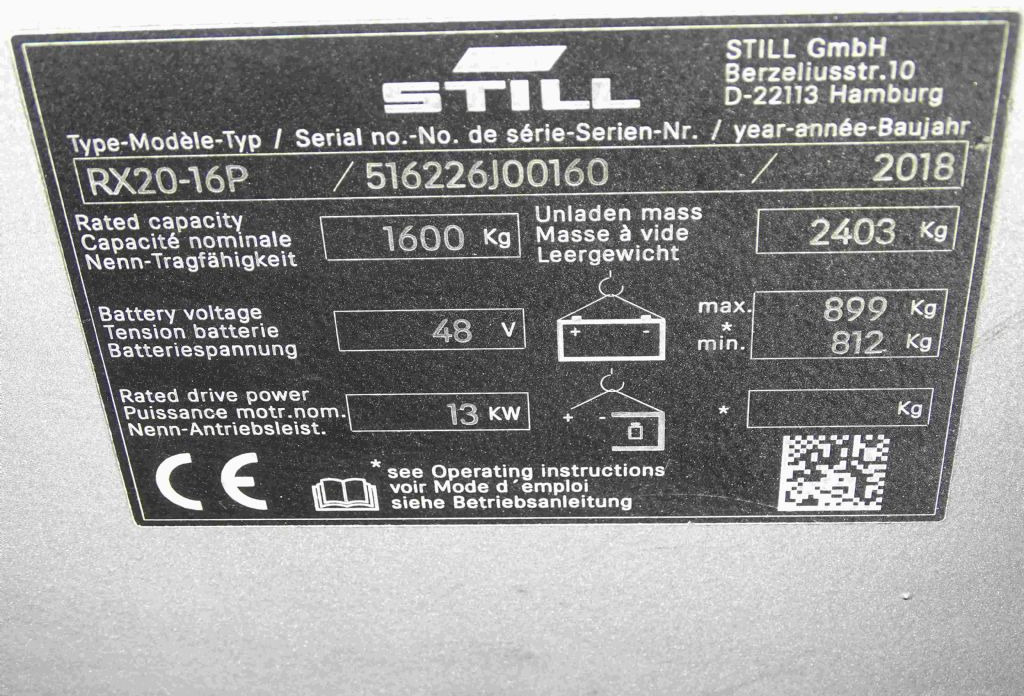 STILL
STILL GmbH
Berzeliusstr.10
D-22113 Hamburg
Type-Modèle-Typ / Serial no.-No. de série-Serien-Nr. / year-année-Baujahr
RX20-16P / 516226J00160 / 2018
Rated capacity
Capacité nominale
Nenn-Tragfähigkeit
1600 Kg
Unladen mass
Masse à vide
Leergewicht
2403 Kg
Battery voltage
Tension batterie
Batteriespannung
48 V
+ -
max. 899 Kg
*
min. 812 Kg
Rated drive power
Puissance motr.nom.
Nenn-Antriebsleist.
13 KW
+ -
* Kg
CE
* see Operating instructions
voir Mode d´emploi
siehe Betriebsanleitung